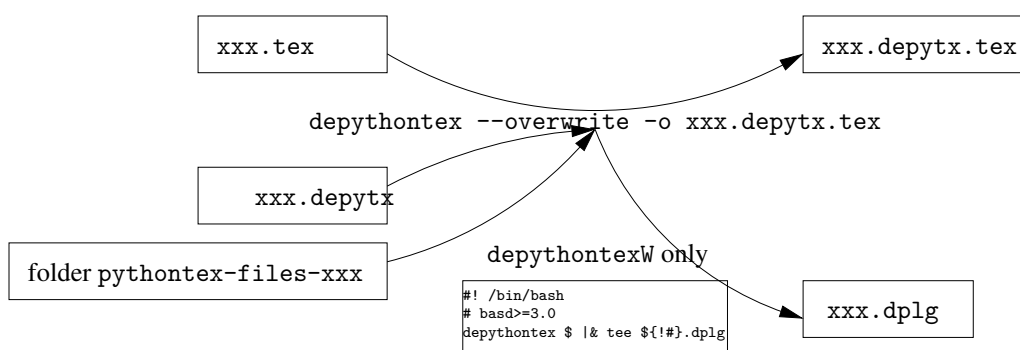 xxx.tex
xxx.depytx.tex
depythontex --overwrite -o xxx.depytx.tex
xxx.depytx
folder pythontex-files-xxx
depythontexW only
#! /bin/bash
# basd>=3.0
depythontex $ |& tee ${!#}.dplg
xxx.dplg